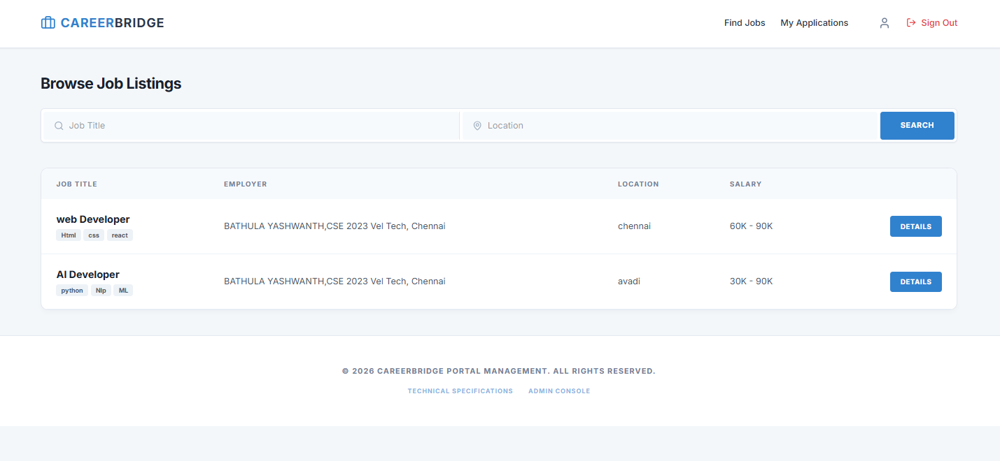 CAREERBRIDGE
Find Jobs
My Applications
Sign Out
Browse Job Listings
Job Title
Location
SEARCH
JOB TITLE
EMPLOYER
LOCATION
SALARY
web Developer
Html
css
react
BATHULA YASHWANTH,CSE 2023 Vel Tech, Chennai
chennai
60K - 90K
DETAILS
AI Developer
python
Nlp
ML
BATHULA YASHWANTH,CSE 2023 Vel Tech, Chennai
avadi
30K - 90K
DETAILS
© 2026 CAREERBRIDGE PORTAL MANAGEMENT. ALL RIGHTS RESERVED.
TECHNICAL SPECIFICATIONS
ADMIN CONSOLE